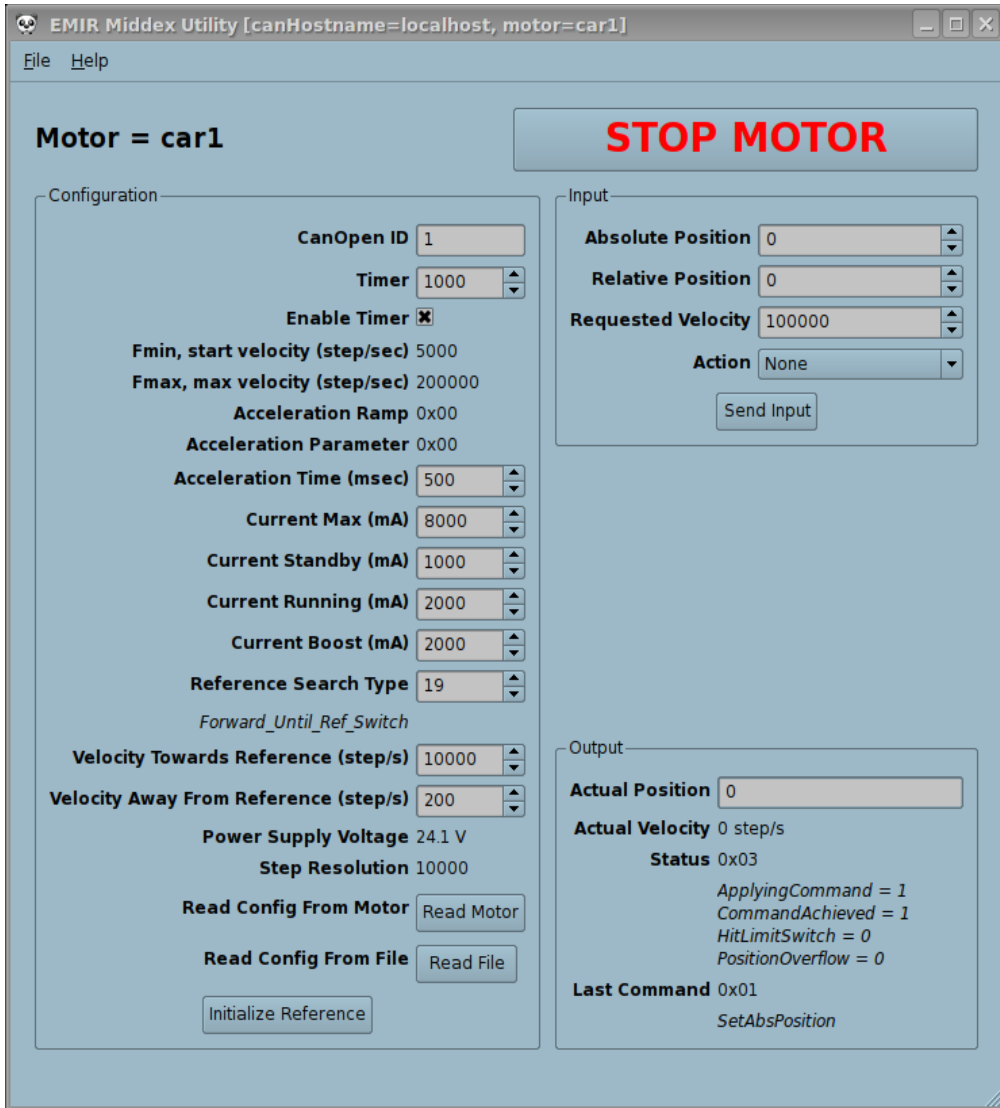 EMIR Middex Utility [canHostname=localhost, motor=car1]
File Help
Motor = car1
STOP MOTOR
Configuration
CanOpen ID 1
Timer 1000
Enable Timer
Fmin, start velocity (step/sec) 5000
Fmax, max velocity (step/sec) 200000
Acceleration Ramp 0x00
Acceleration Parameter 0x00
Acceleration Time (msec) 500
Current Max (mA) 8000
Current Standby (mA) 1000
Current Running (mA) 2000
Current Boost (mA) 2000
Reference Search Type 19
Forward_Until_Ref_Switch
Velocity Towards Reference (step/s) 10000
Velocity Away From Reference (step/s) 200
Power Supply Voltage 24.1 V
Step Resolution 10000
Read Config From Motor Read Motor
Read Config From File Read File
Initialize Reference
Input
Absolute Position 0
Relative Position 0
Requested Velocity 100000
Action None
Send Input
Output
Actual Position 0
Actual Velocity 0 step/s
Status 0x03
ApplyingCommand = 1
CommandAchieved = 1
HitLimitSwitch = 0
PositionOverflow = 0
Last Command 0x01
SetAbsPosition